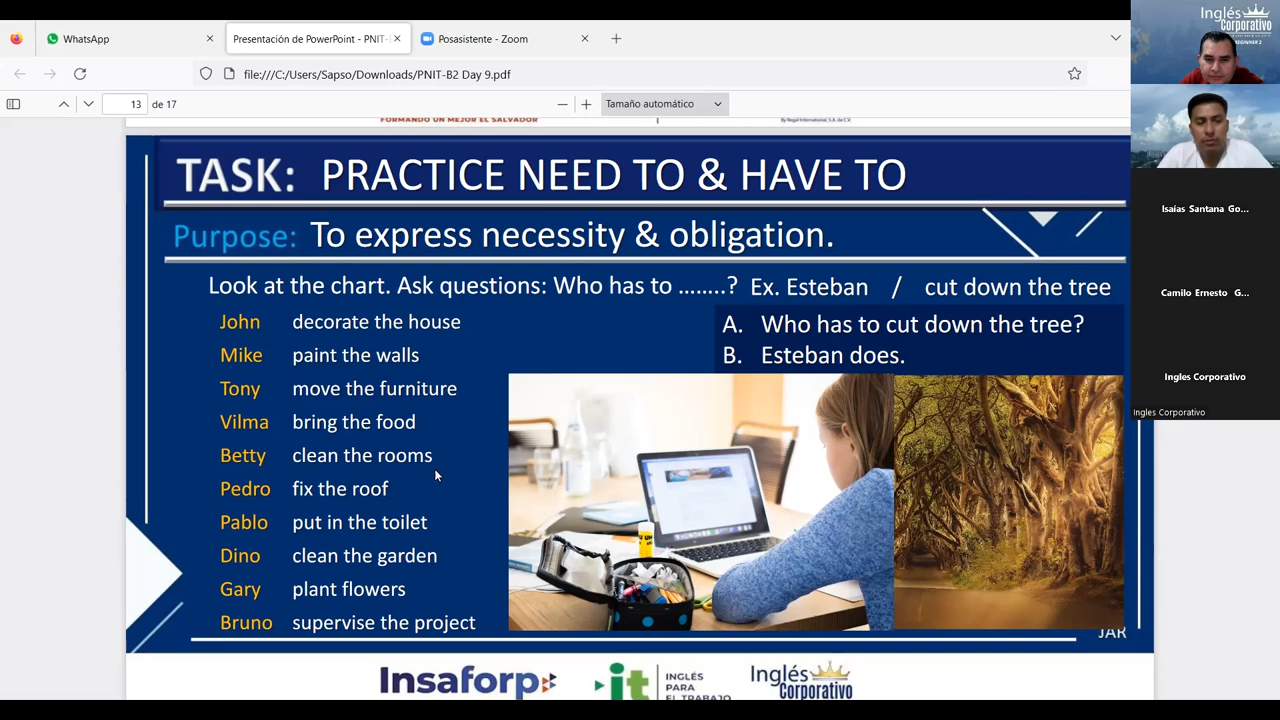 WhatsApp
Presentación de PowerPoint - PNIT-B
Posasistente - Zoom
file:///C:/Users/Sapso/Downloads/PNIT-B2 Day 9.pdf
13 de 17
Tamaño automático
FORMANDO UN MEJOR EL SALVADOR
By Regal International, S.A. de C.V.
TASK: PRACTICE NEED TO & HAVE TO
Purpose: To express necessity & obligation.
Look at the chart. Ask questions: Who has to ........? Ex. Esteban / cut down the tree
A. Who has to cut down the tree?
B. Esteban does.
John decorate the house
Mike paint the walls
Tony move the furniture
Vilma bring the food
Betty clean the rooms
Pedro fix the roof
Pablo put in the toilet
Dino clean the garden
Gary plant flowers
Bruno supervise the project
JAR
Insaforp
it INGLÉS
PARA
EL TRABAJO
Inglés
Corporativo
Inglés
Corporativo
BEGINNER 2
Isaías Santana Go...
Camilo Ernesto G...
Ingles Corporativo
Ingles Corporativo